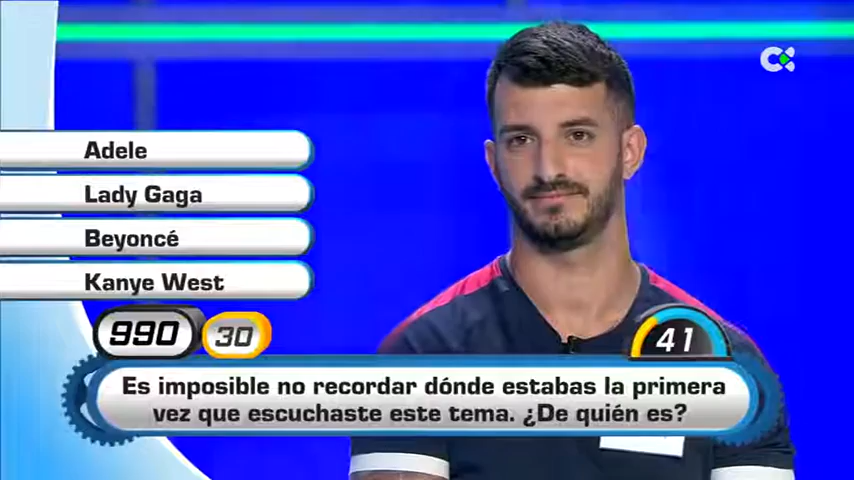 Adele
Lady Gaga
Beyoncé
Kanye West
990
30
41
Es imposible no recordar dónde estabas la primera
vez que escuchaste este tema. ¿De quién es?